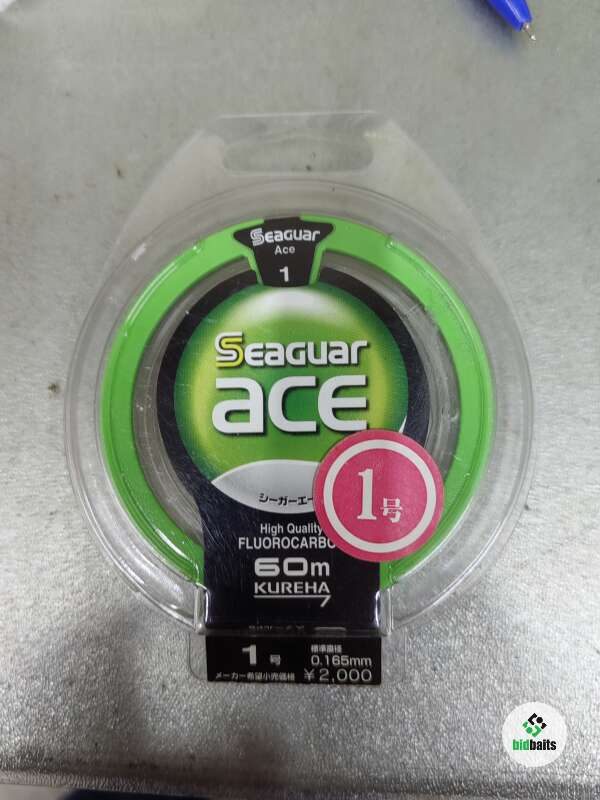 Seaguar
Ace
1
Seaguar
ace
シーガーエー
High Quality
FLUOROCARBO
60m
KUREHA
1号
1号
標準直径
0.165mm
メーカー希望小売価格 ¥2,000
bidbaits